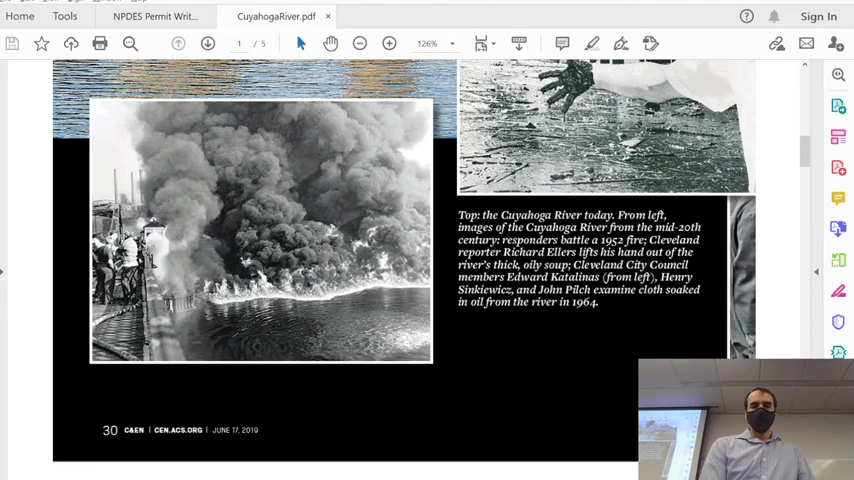 Home Tools NPDES Permit Writ... CuyahogaRiver.pdf × Sign In
1 / 5 126%
Top: the Cuyahoga River today. From left,
images of the Cuyahoga River from the mid-20th
century: responders battle a 1952 fire; Cleveland
reporter Richard Ellers lifts his hand out of the
river's thick, oily soup; Cleveland City Council
members Edward Katalinas (from left), Henry
Sinkiewicz, and John Pilch examine cloth soaked
in oil from the river in 1964.
30 C&EN | CEN.ACS.ORG | JUNE 17, 2019